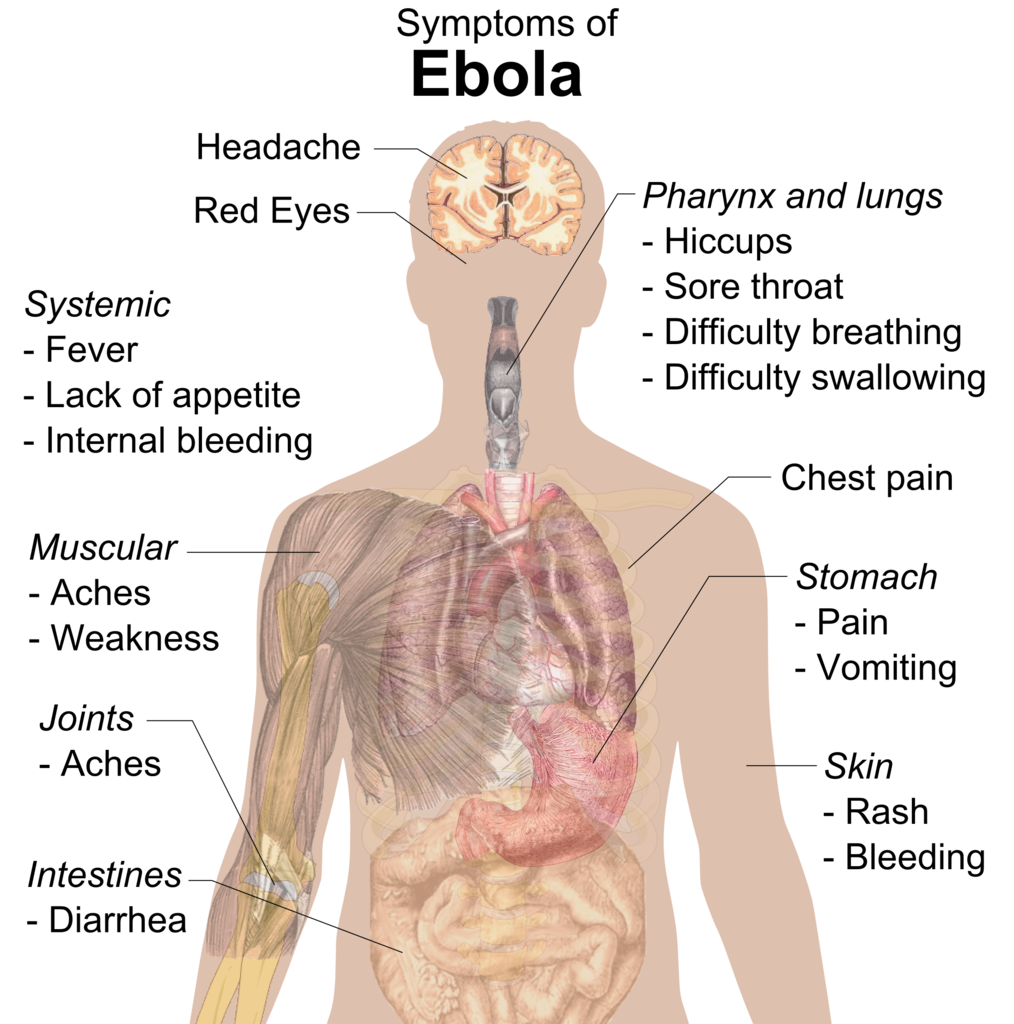 Symptoms of
Ebola
Headache
Red Eyes
Systemic
- Fever
- Lack of appetite
- Internal bleeding
Muscular
- Aches
- Weakness
Joints
- Aches
Intestines
- Diarrhea
Pharynx and lungs
- Hiccups
- Sore throat
- Difficulty breathing
- Difficulty swallowing
Chest pain
Stomach
- Pain
- Vomiting
Skin
- Rash
- Bleeding